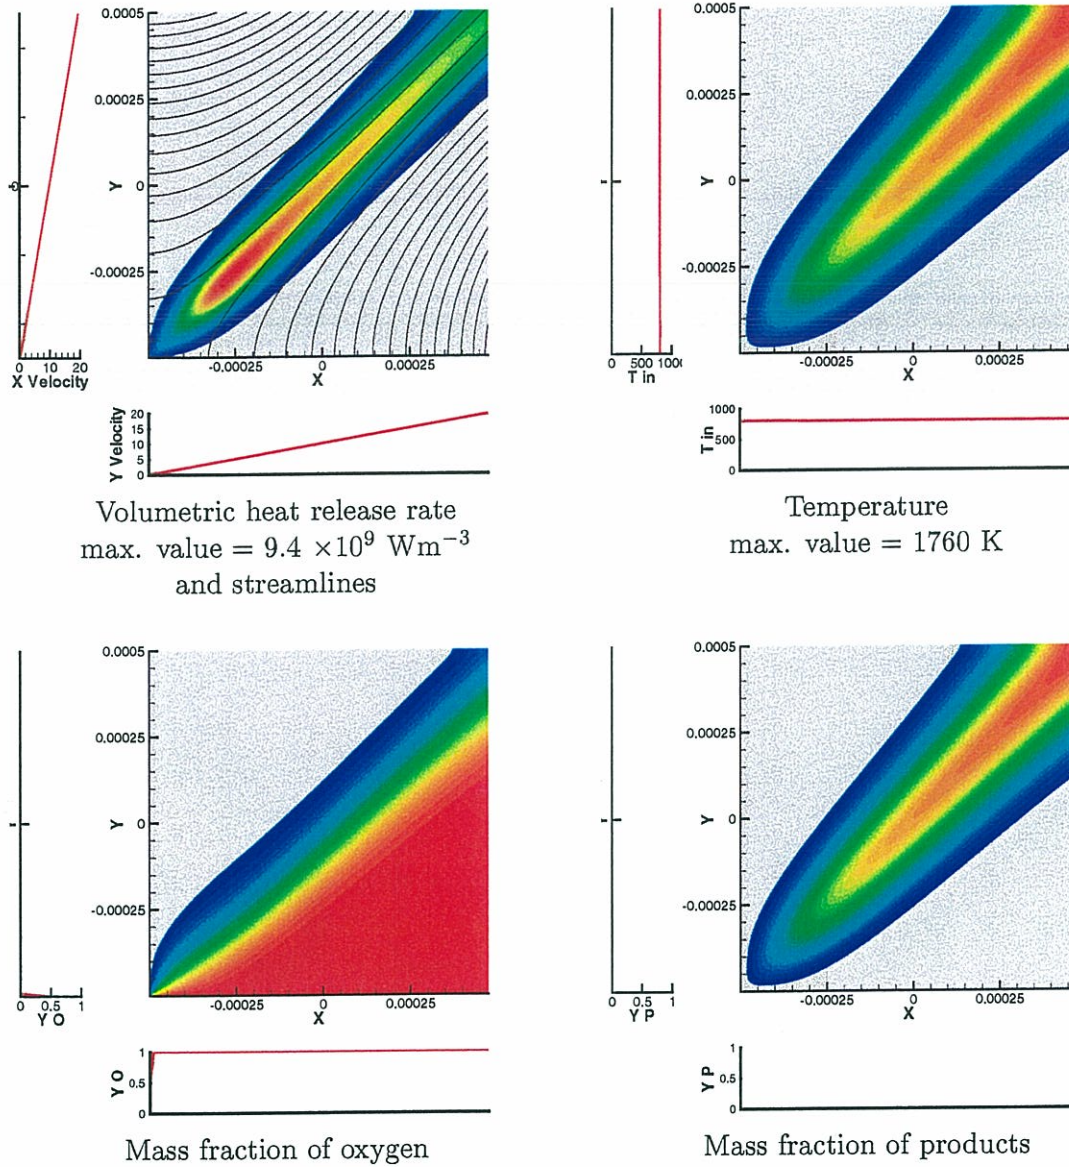 0.0005
0.00025
Y
0
-0.00025
0 10 20
X Velocity
-0.00025 0 0.00025
X
20
15
10
5
0
Y Velocity
Volumetric heat release rate
max. value = 9.4 ×10⁹ Wm⁻³
and streamlines
0.0005
0.00025
Y
0
-0.00025
0 500 100
T in
-0.00025 0 0.00025
X
1000
500
0
T in
Temperature
max. value = 1760 K
0.0005
0.00025
Y
0
-0.00025
0 0.5 1
Y O
-0.00025 0 0.00025
X
1
0.5
0
Y O
Mass fraction of oxygen
0.0005
0.00025
Y
0
-0.00025
0 0.5 1
Y P
-0.00025 0 0.00025
X
1
0.5
0
Y P
Mass fraction of products